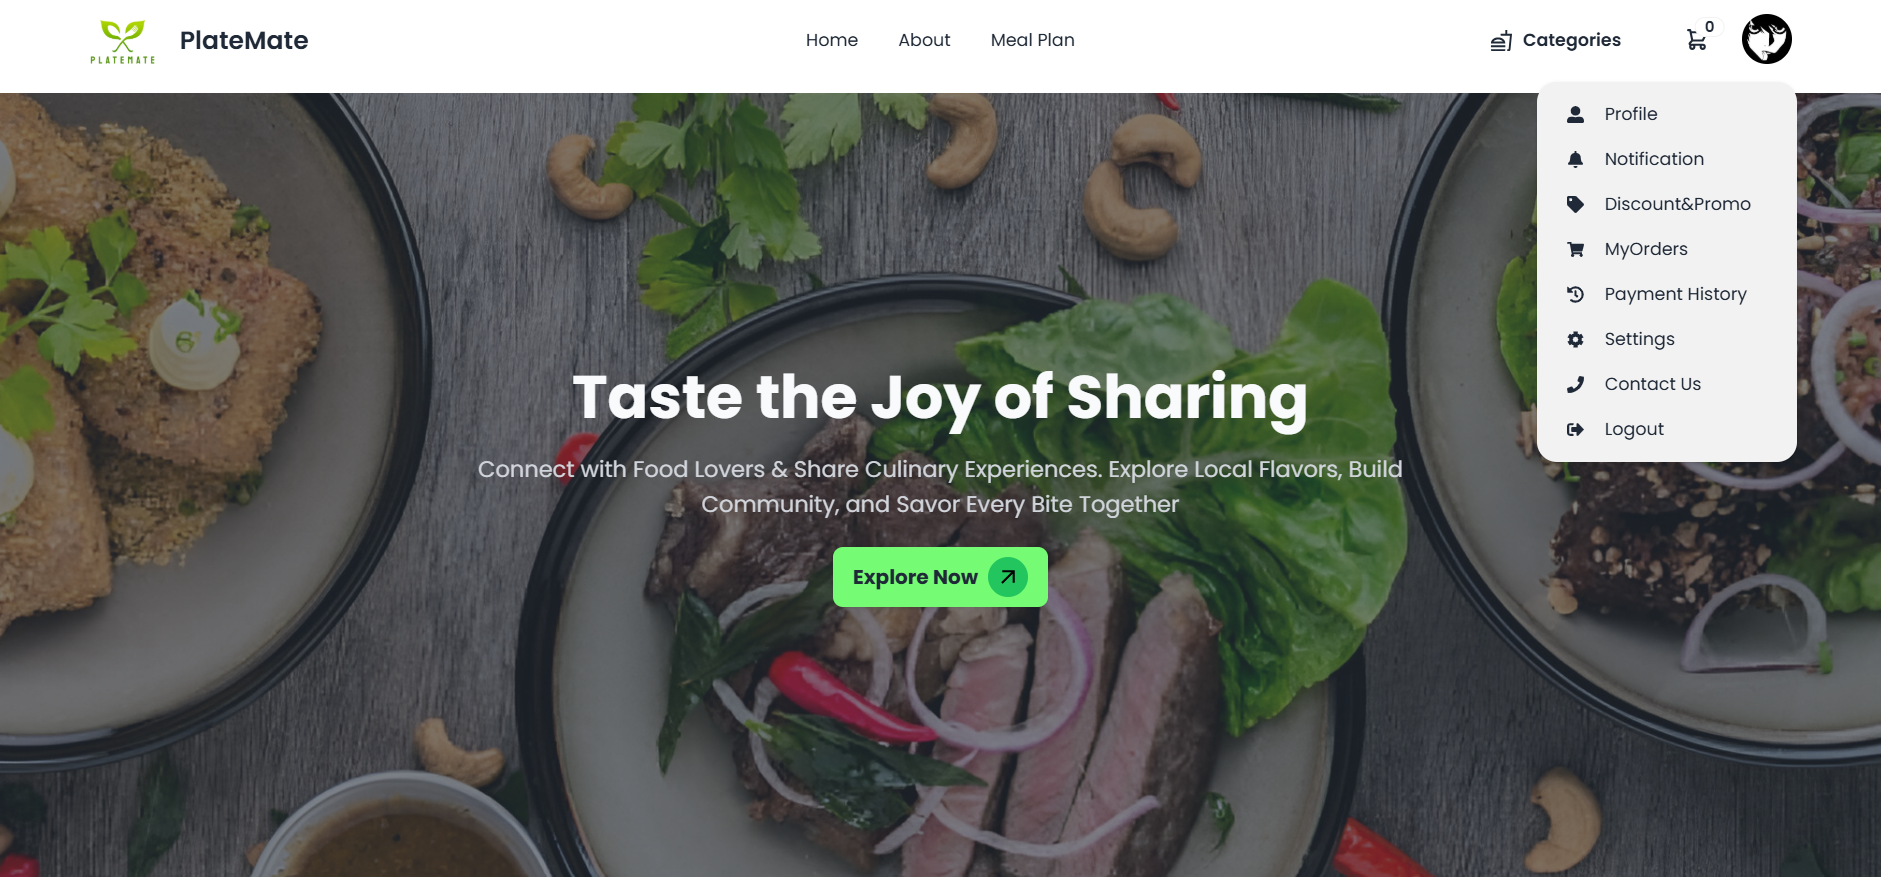 PLATEMATE
PlateMate
Home
About
Meal Plan
Categories
0
Profile
Notification
Discount&Promo
MyOrders
Payment History
Settings
Contact Us
Logout
Taste the Joy of Sharing
Connect with Food Lovers & Share Culinary Experiences. Explore Local Flavors, Build
Community, and Savor Every Bite Together
Explore Now